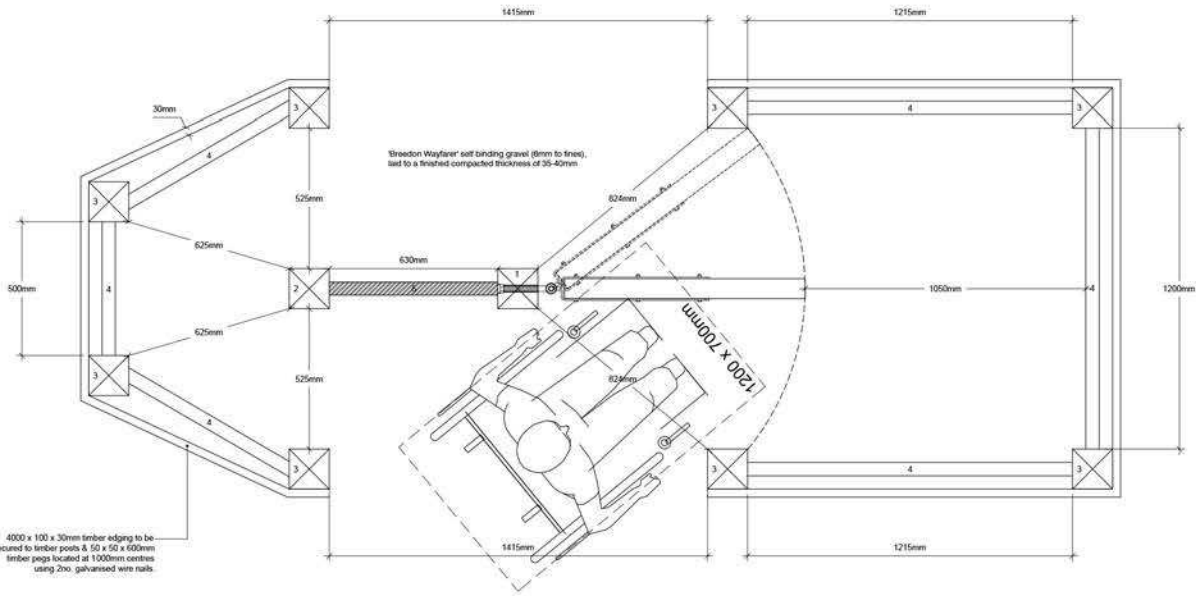 1415mm
1215mm
3
3
3
30mm
4
4
'Breedon Wayfarer' self binding gravel (6mm to fines),
laid to a finished compacted thickness of 35-40mm
3
525mm
824mm
625mm
630mm
1
500mm
4
2
5
1050mm
4
1200mm
1200 x 700mm
625mm
525mm
824mm
3
4
3
3
4
3
4000 x 100 x 30mm timber edging to be
cured to timber posts & 50 x 50 x 600mm
timber pegs located at 1000mm centres
using 2no. galvanised wire nails.
1415mm
1215mm